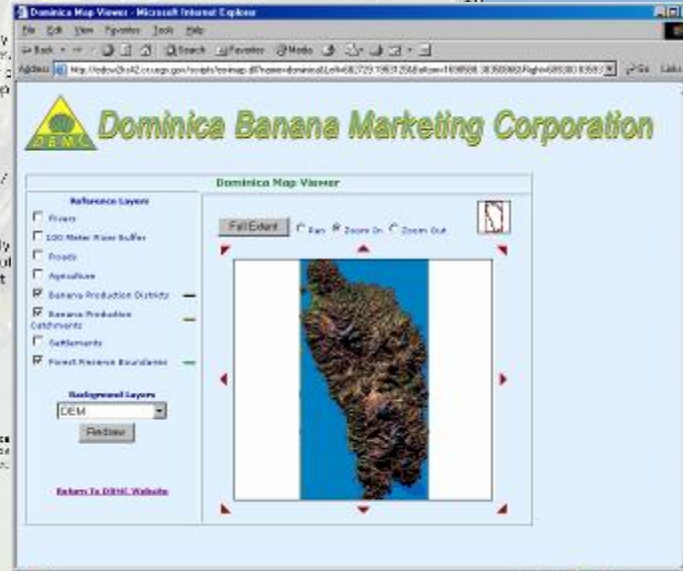 Dominica Map Viewer - Microsoft Internet Explorer
File Edit View Favorites Tools Help
Back Search Favorites Media
Address Go Links
DBMC
Dominica Banana Marketing Corporation
Dominica Map Viewer
Reference Layers
Rivers
100 Meter River Buffer
Roads
Agriculture
Banana Production Districts
Banana Production
Catchments
Settlements
Forest Reserve Boundaries
Background Layers
DEM
Redraw
Return To DBMC Website
Full Extent Pan Zoom In Zoom Out